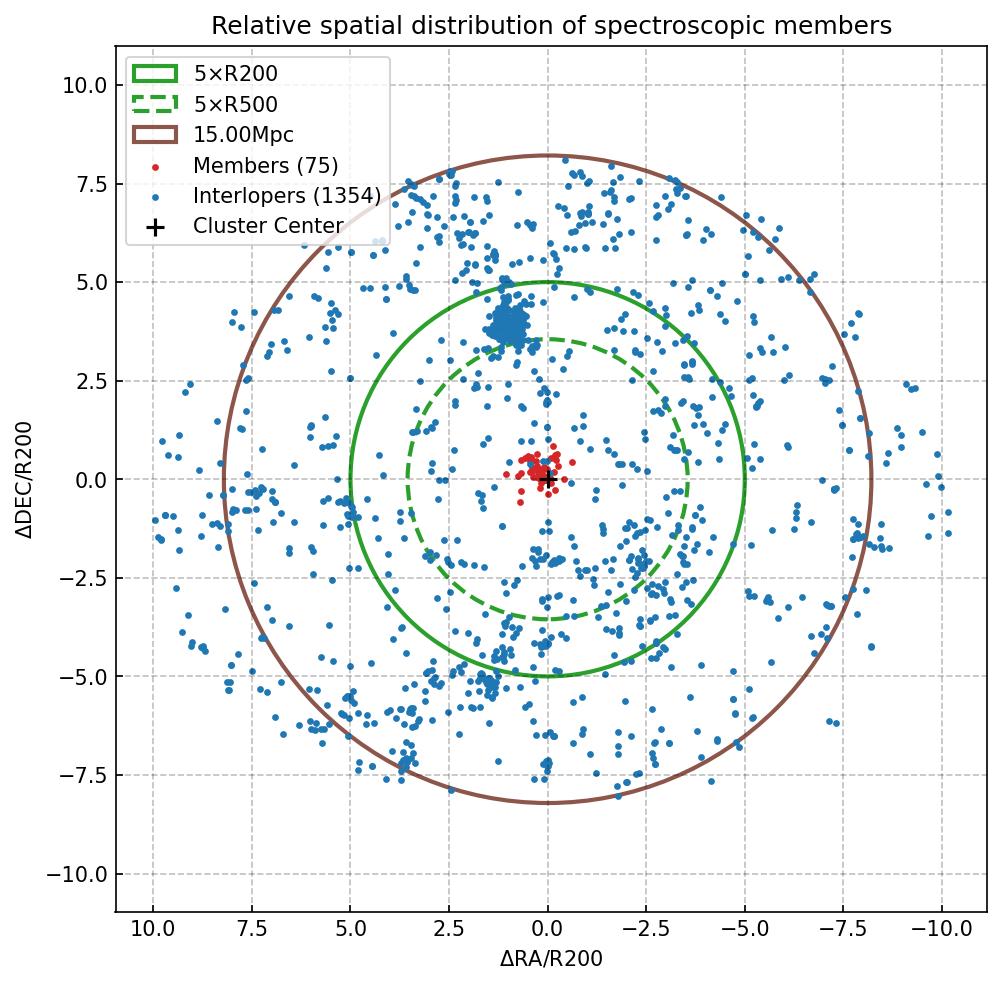 Relative spatial distribution of spectroscopic members
5×R200
5×R500
15.00Mpc
Members (75)
Interlopers (1354)
Cluster Center
10.0
7.5
5.0
2.5
0.0
−2.5
−5.0
−7.5
−10.0
ΔDEC/R200
10.0
7.5
5.0
2.5
0.0
−2.5
−5.0
−7.5
−10.0
ΔRA/R200